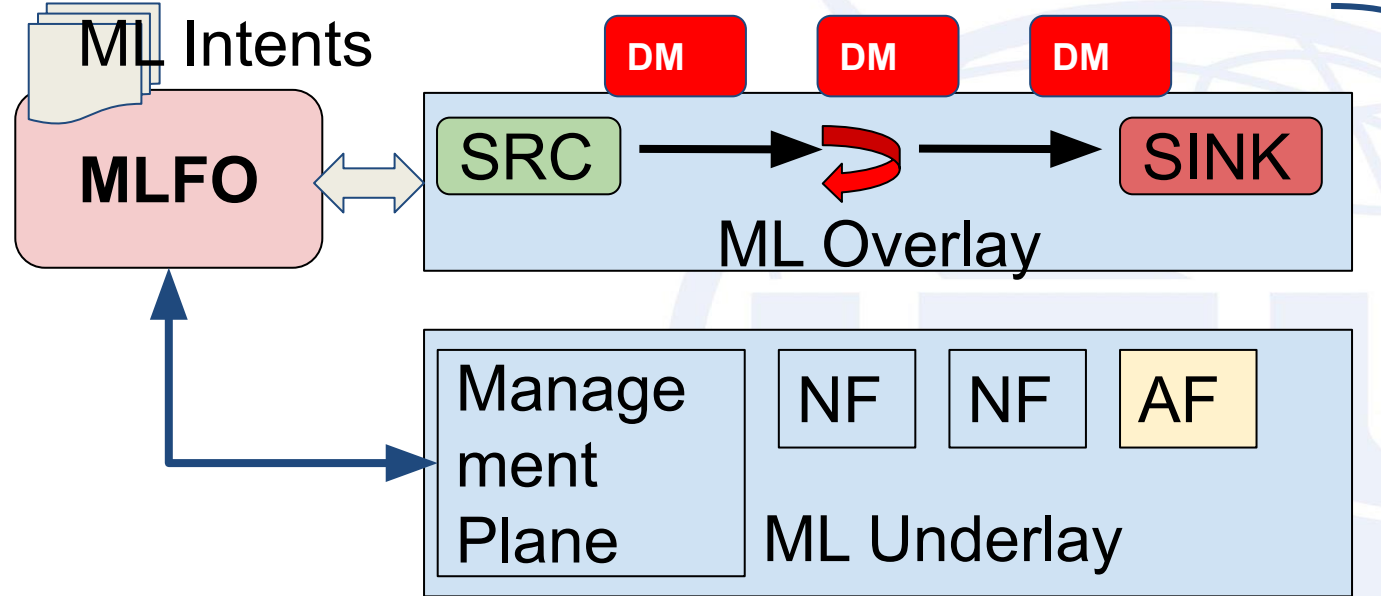 ML Intents
DM
DM
DM
MLFO
SRC
SINK
ML Overlay
Manage
ment
Plane
NF
NF
AF
ML Underlay